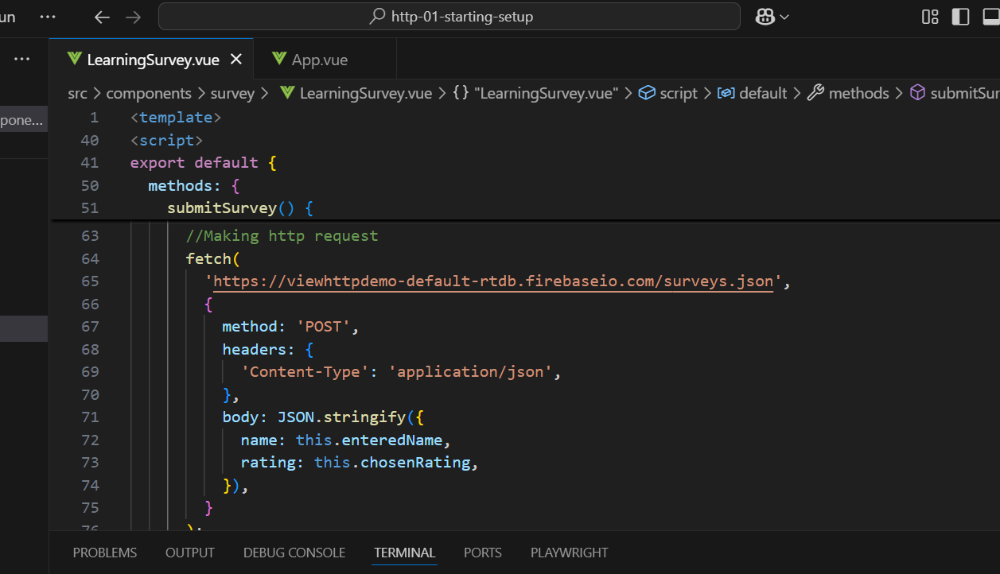 un ··· ← → http-01-starting-setup
··· LearningSurvey.vue × App.vue
src > components > survey > LearningSurvey.vue > {} "LearningSurvey.vue" > script > default > methods > submitSur
pone...
1 <template>
40 <script>
41 export default {
50 methods: {
51 submitSurvey() {
63 //Making http request
64 fetch(
65 'https://viewhttpdemo-default-rtdb.firebaseio.com/surveys.json',
66 {
67 method: 'POST',
68 headers: {
69 'Content-Type': 'application/json',
70 },
71 body: JSON.stringify({
72 name: this.enteredName,
73 rating: this.chosenRating,
74 }),
75 }
76 );
PROBLEMS OUTPUT DEBUG CONSOLE TERMINAL PORTS PLAYWRIGHT